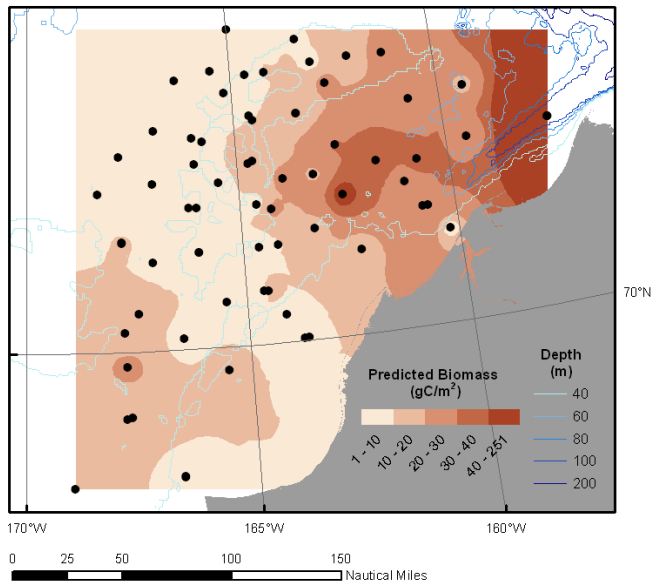 70°N
Predicted Biomass
(gC/m²)
1 - 10
10 - 20
20 - 30
30 - 40
40 - 251
Depth
(m)
40
60
80
100
200
170°W
165°W
160°W
0 25 50 100 150
Nautical Miles